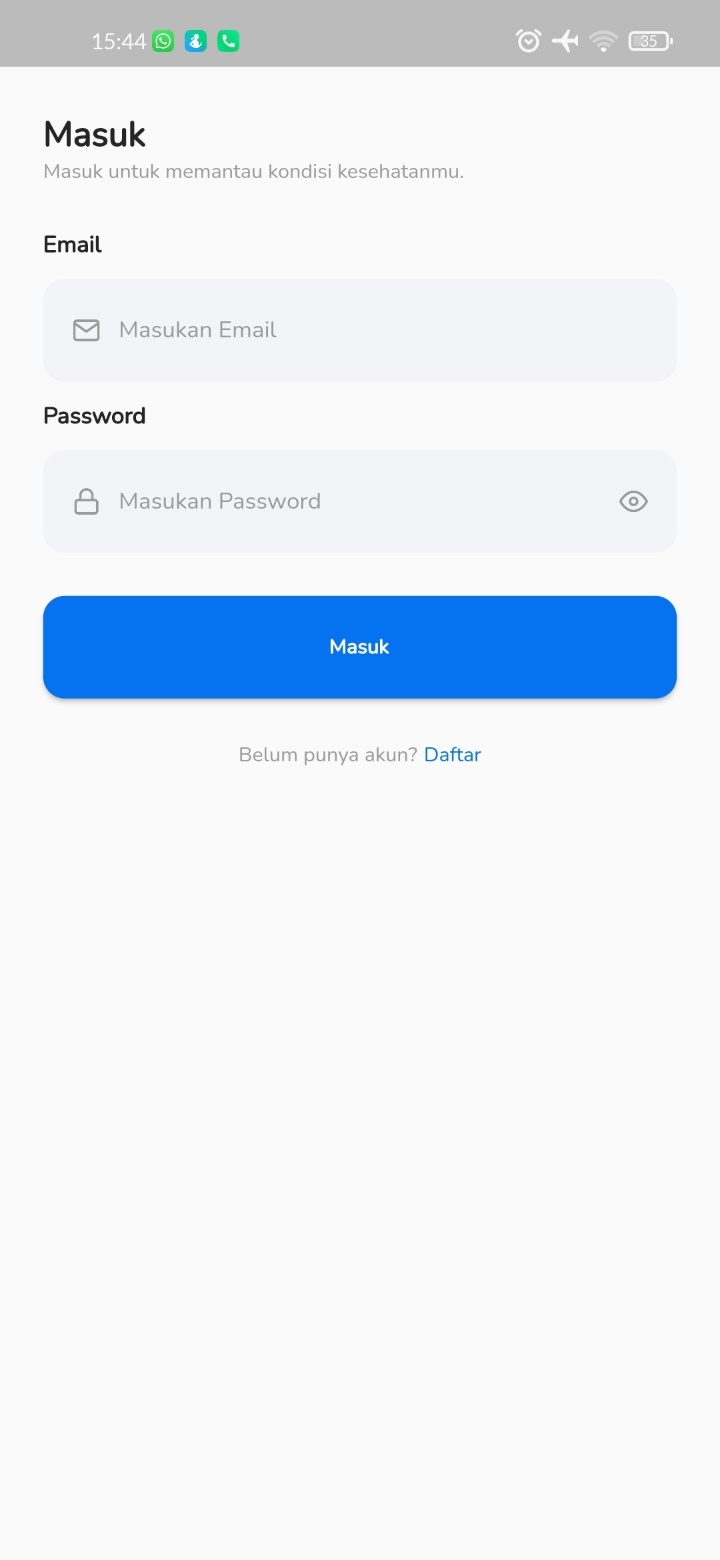 15:44
35
Masuk
Masuk untuk memantau kondisi kesehatanmu.
Email
Masukan Email
Password
Masukan Password
Masuk
Belum punya akun? Daftar